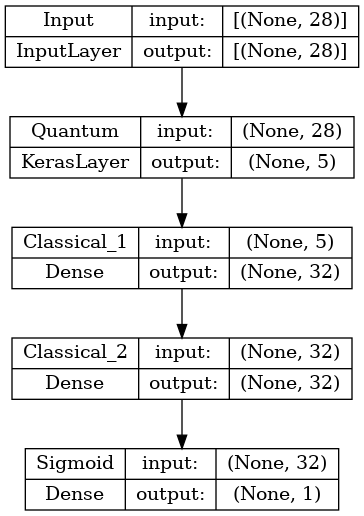 Input input: [(None, 28)]
InputLayer output: [(None, 28)]
Quantum input: (None, 28)
KerasLayer output: (None, 5)
Classical_1 input: (None, 5)
Dense output: (None, 32)
Classical_2 input: (None, 32)
Dense output: (None, 32)
Sigmoid input: (None, 32)
Dense output: (None, 1)